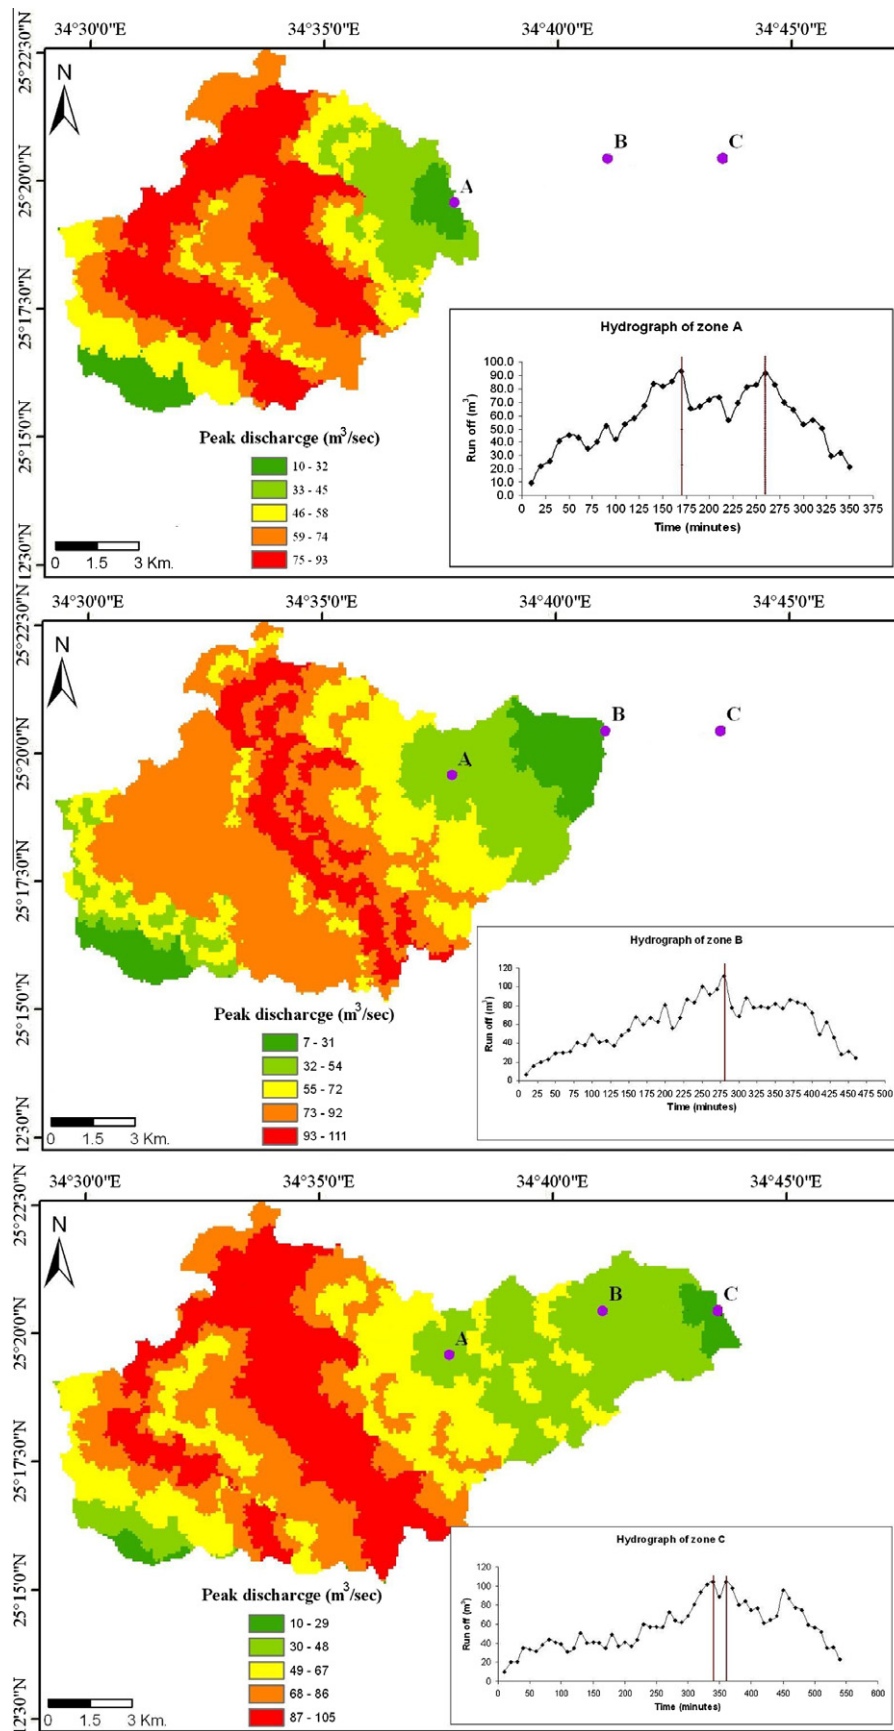 34°30'0"E 34°35'0"E 34°40'0"E 34°45'0"E
25°22'30"N
25°20'0"N
25°17'30"N
25°15'0"N
12'30"N
N
A
B
C
Hydrograph of zone A
Run off (m³)
100.0
90.0
80.0
70.0
60.0
50.0
40.0
30.0
20.0
10.0
0.0
0 25 50 75 100 125 150 175 200 225 250 275 300 325 350 375
Time (minutes)
Peak dishcarcge (m³/sec)
10 - 32
33 - 45
46 - 58
59 - 74
75 - 93
0 1.5 3 Km.
34°30'0"E 34°35'0"E 34°40'0"E 34°45'0"E
25°22'30"N
25°20'0"N
25°17'30"N
25°15'0"N
12'30"N
N
A
B
C
Hydrograph of zone B
Run off (m³)
120
100
80
60
40
20
0
0 25 50 75 100 125 150 175 200 225 250 275 300 325 350 375 400 425 450 475 500
Time (minutes)
Peak dishcarcge (m³/sec)
7 - 31
32 - 54
55 - 72
73 - 92
93 - 111
0 1.5 3 Km.
34°30'0"E 34°35'0"E 34°40'0"E 34°45'0"E
25°22'30"N
25°20'0"N
25°17'30"N
25°15'0"N
12'30"N
N
A
B
C
Hydrograph of zone C
Run off (m³)
120
100
80
60
40
20
0
0 50 100 150 200 250 300 350 400 450 500 550 600
Time (minutes)
Peak dishcarcge (m³/sec)
10 - 29
30 - 48
49 - 67
68 - 86
87 - 105
0 1.5 3 Km.